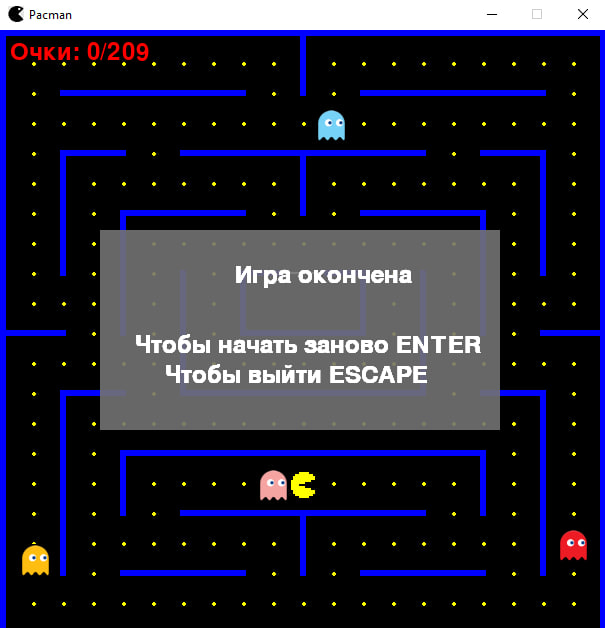 Pacman
Очки: 0/209
Игра окончена
Чтобы начать заново ENTER
Чтобы выйти ESCAPE